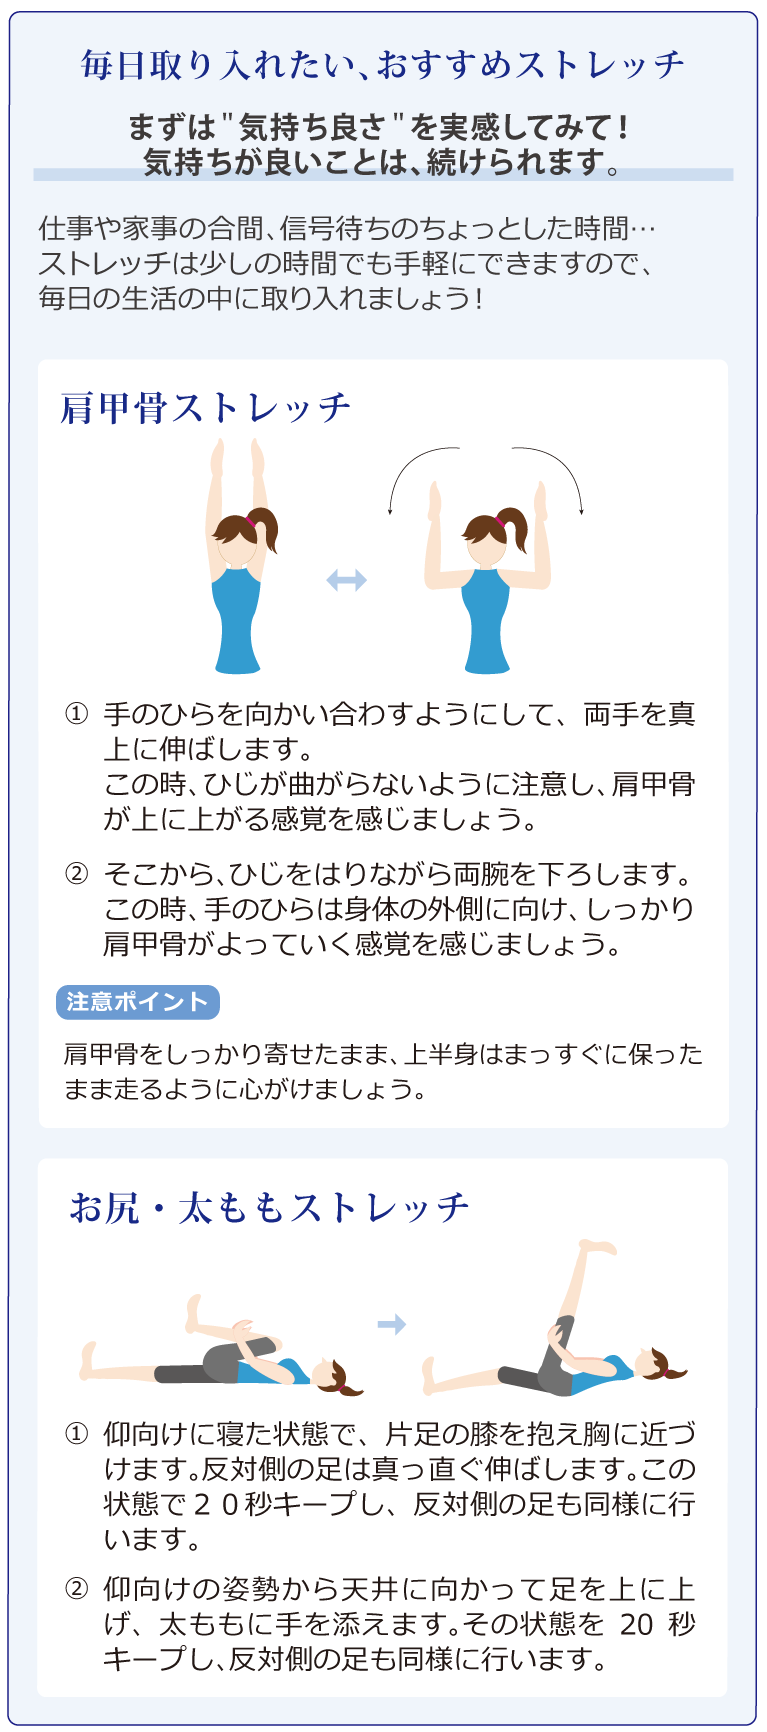 毎日取り入れたい、おすすめストレッチ
まずは"気持ち良さ"を実感してみて！
気持ちが良いことは、続けられます。
仕事や家事の合間、信号待ちのちょっとした時間…
ストレッチは少しの時間でも手軽にできますので、
毎日の生活の中に取り入れましょう！
肩甲骨ストレッチ
① 手のひらを向かい合わすようにして、両手を真
上に伸ばします。
この時、ひじが曲がらないように注意し、肩甲骨
が上に上がる感覚を感じましょう。
② そこから、ひじをはりながら両腕を下ろします。
この時、手のひらは身体の外側に向け、しっかり
肩甲骨がよっていく感覚を感じましょう。
注意ポイント
肩甲骨をしっかり寄せたまま、上半身はまっすぐに保った
まま走るように心がけましょう。
お尻・太ももストレッチ
① 仰向けに寝た状態で、片足の膝を抱え胸に近づ
けます。反対側の足は真っ直ぐ伸ばします。この
状態で２０秒キープし、反対側の足も同様に行
います。
② 仰向けの姿勢から天井に向かって足を上に上
げ、太ももに手を添えます。その状態を 20 秒
キープし、反対側の足も同様に行います。